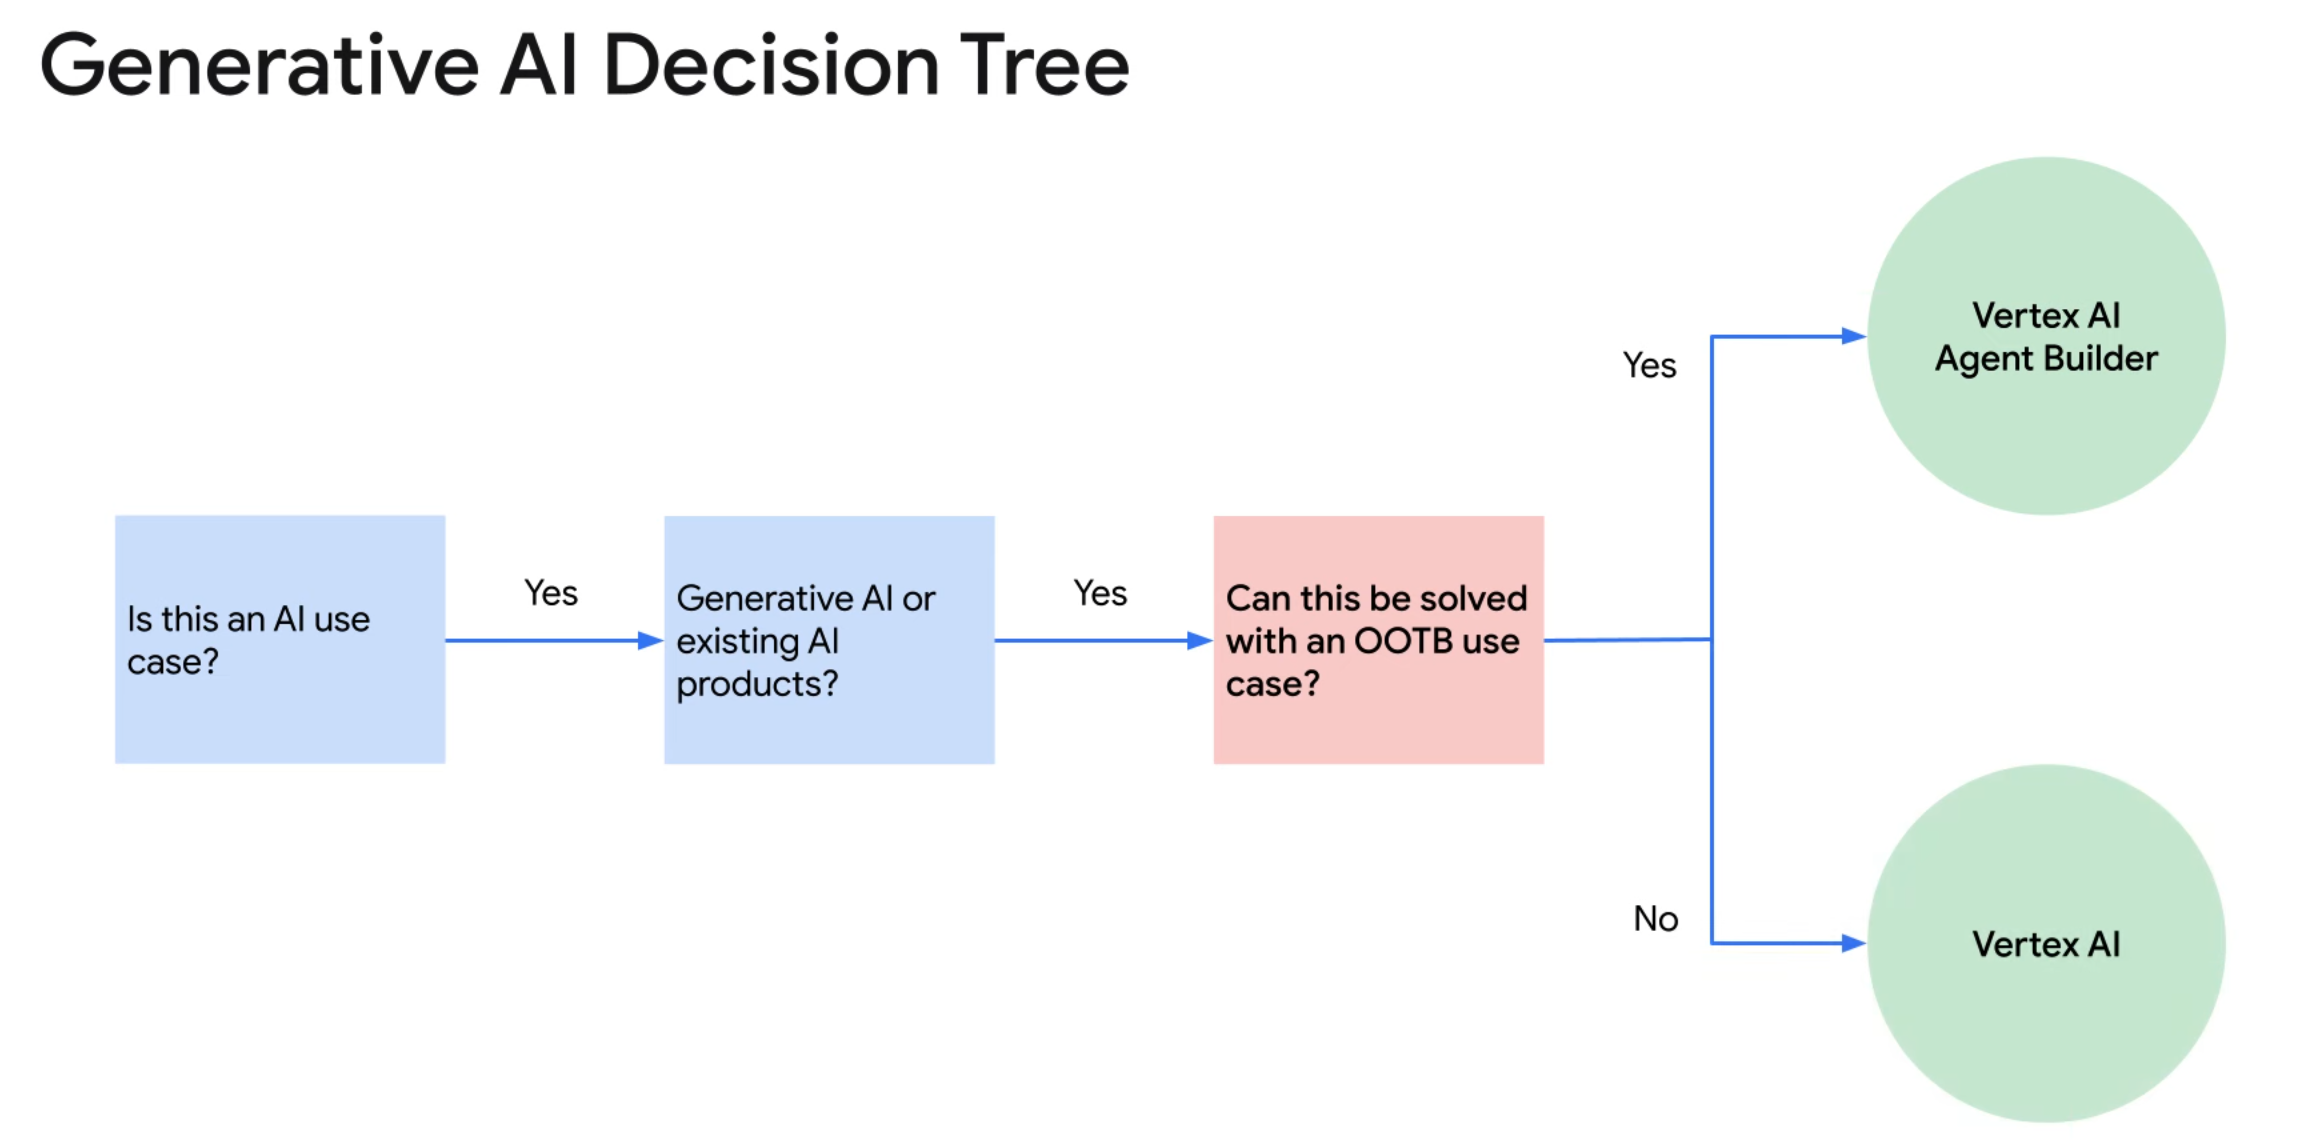 Generative AI Decision Tree
Is this an AI use
case?
Yes
Generative AI or
existing AI
products?
Yes
Can this be solved
with an OOTB use
case?
Yes
Vertex AI
Agent Builder
No
Vertex AI